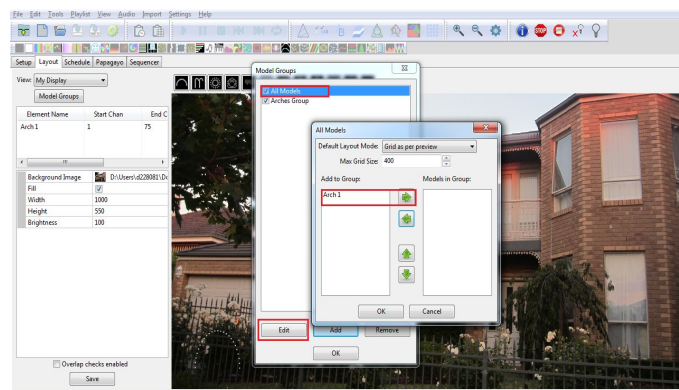 File Edit Tools Playlist View Audio Import Settings Help
STOP
Setup Layout Schedule Papagayo Sequencer
View: My Display
Model Groups
Element Name Start Chan End C
Arch 1 1 75
Background Image D:\Users\d228081\Dc
Fill
Width 1000
Height 550
Brightness 100
Overlap checks enabled
Save
Model Groups
All Models
Arches Group
Edit Add Remove
OK
All Models
Default Layout Mode: Grid as per preview
Max Grid Size: 400
Add to Group: Models in Group:
Arch 1
OK Cancel